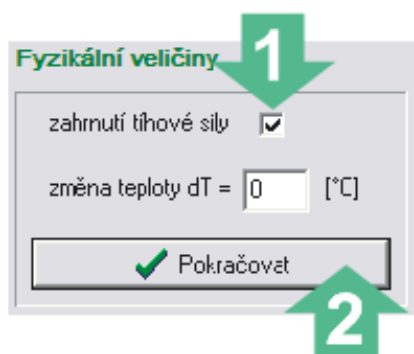 1
Fyzikální veličiny
zahrnutí tíhové síly
změna teploty dT = 0 [°C]
Pokračovat
2